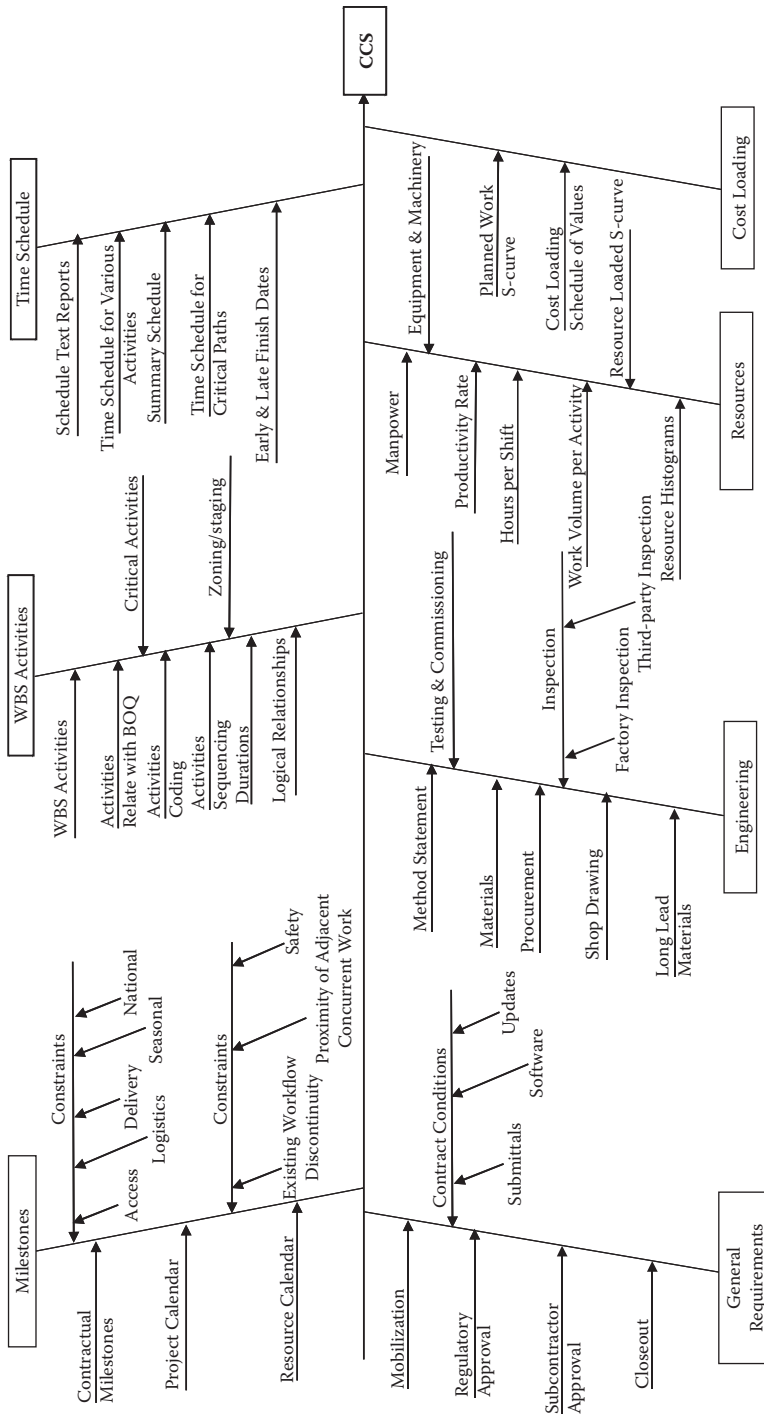 Milestones
Constraints
Access
Logistics
Delivery
Seasonal
National
Contractual
Milestones
Project Calendar
Constraints
Existing Workflow
Discontinuity
Proximity of Adjacent
Concurrent Work
Safety
Resource Calendar
WBS Activities
WBS Activities
Activities
Relate with BOQ
Critical Activities
Activities
Coding
Activities
Sequencing
Zoning/staging
Durations
Logical Relationships
Time Schedule
Schedule Text Reports
Time Schedule for Various
Activities
Summary Schedule
Time Schedule for
Critical Paths
Early & Late Finish Dates
CCS
Mobilization
Regulatory
Approval
Contract Conditions
Submittals
Software
Updates
Subcontractor
Approval
Closeout
General
Requirements
Method Statement
Testing & Commissioning
Materials
Procurement
Inspection
Factory Inspection
Third-party Inspection
Shop Drawing
Long Lead
Materials
Engineering
Manpower
Equipment & Machinery
Productivity Rate
Hours per Shift
Work Volume per Activity
Resource Loaded S-curve
Resource Histograms
Resources
Planned Work
S-curve
Cost Loading
Schedule of Values
Cost Loading